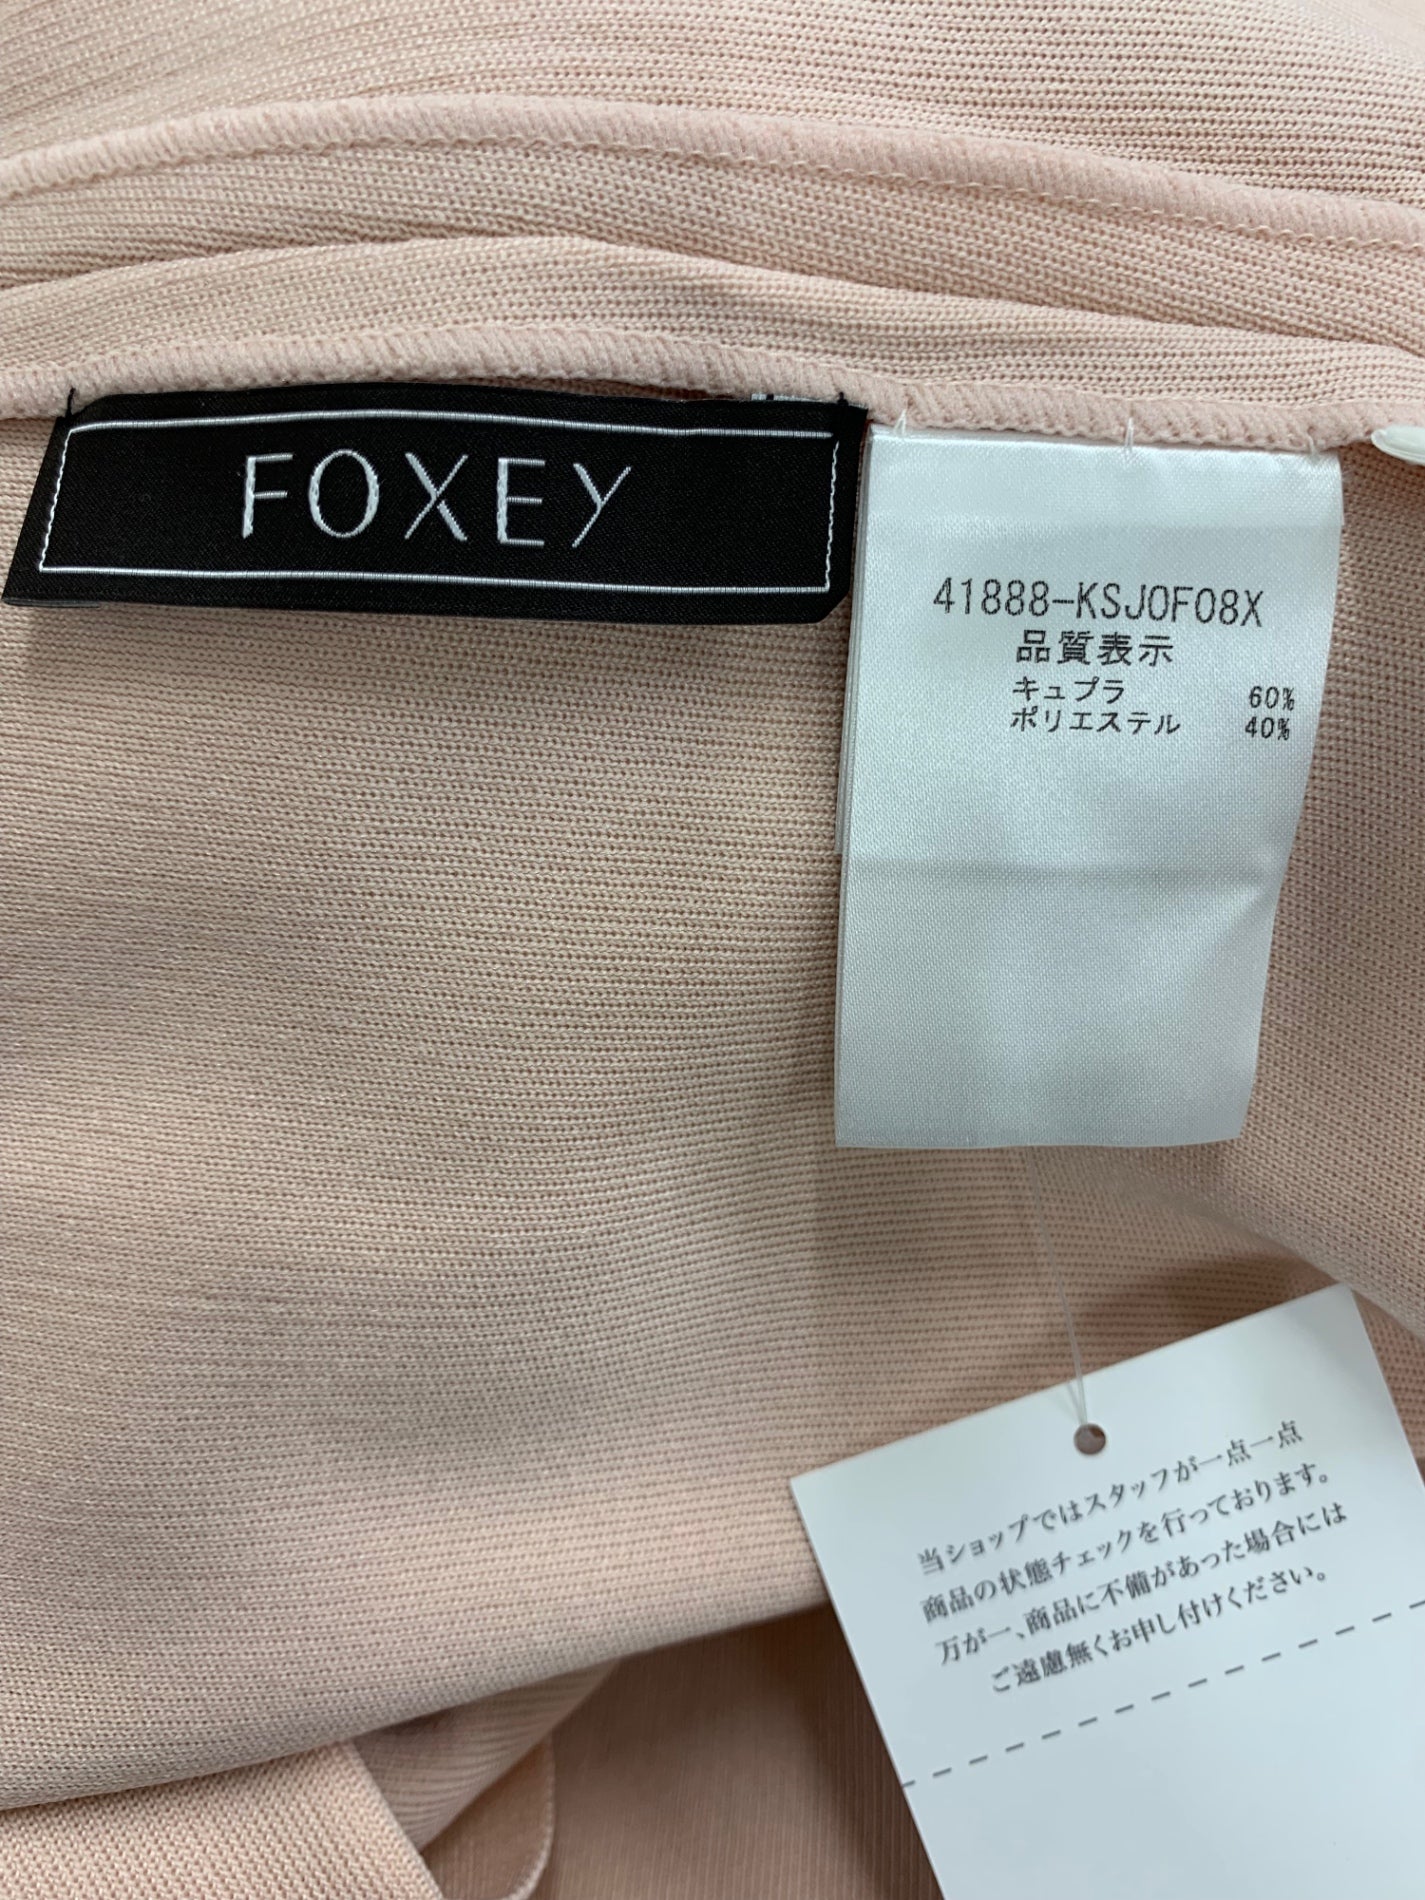 FOXEY
41888-KSJ0F08X
品質表示
キュプラ 60%
ポリエステル 40%
当ショップではスタッフが一点一点
商品の状態チェックを行っております。
万が一、商品に不備があった場合には
ご遠慮無くお申し付けください。